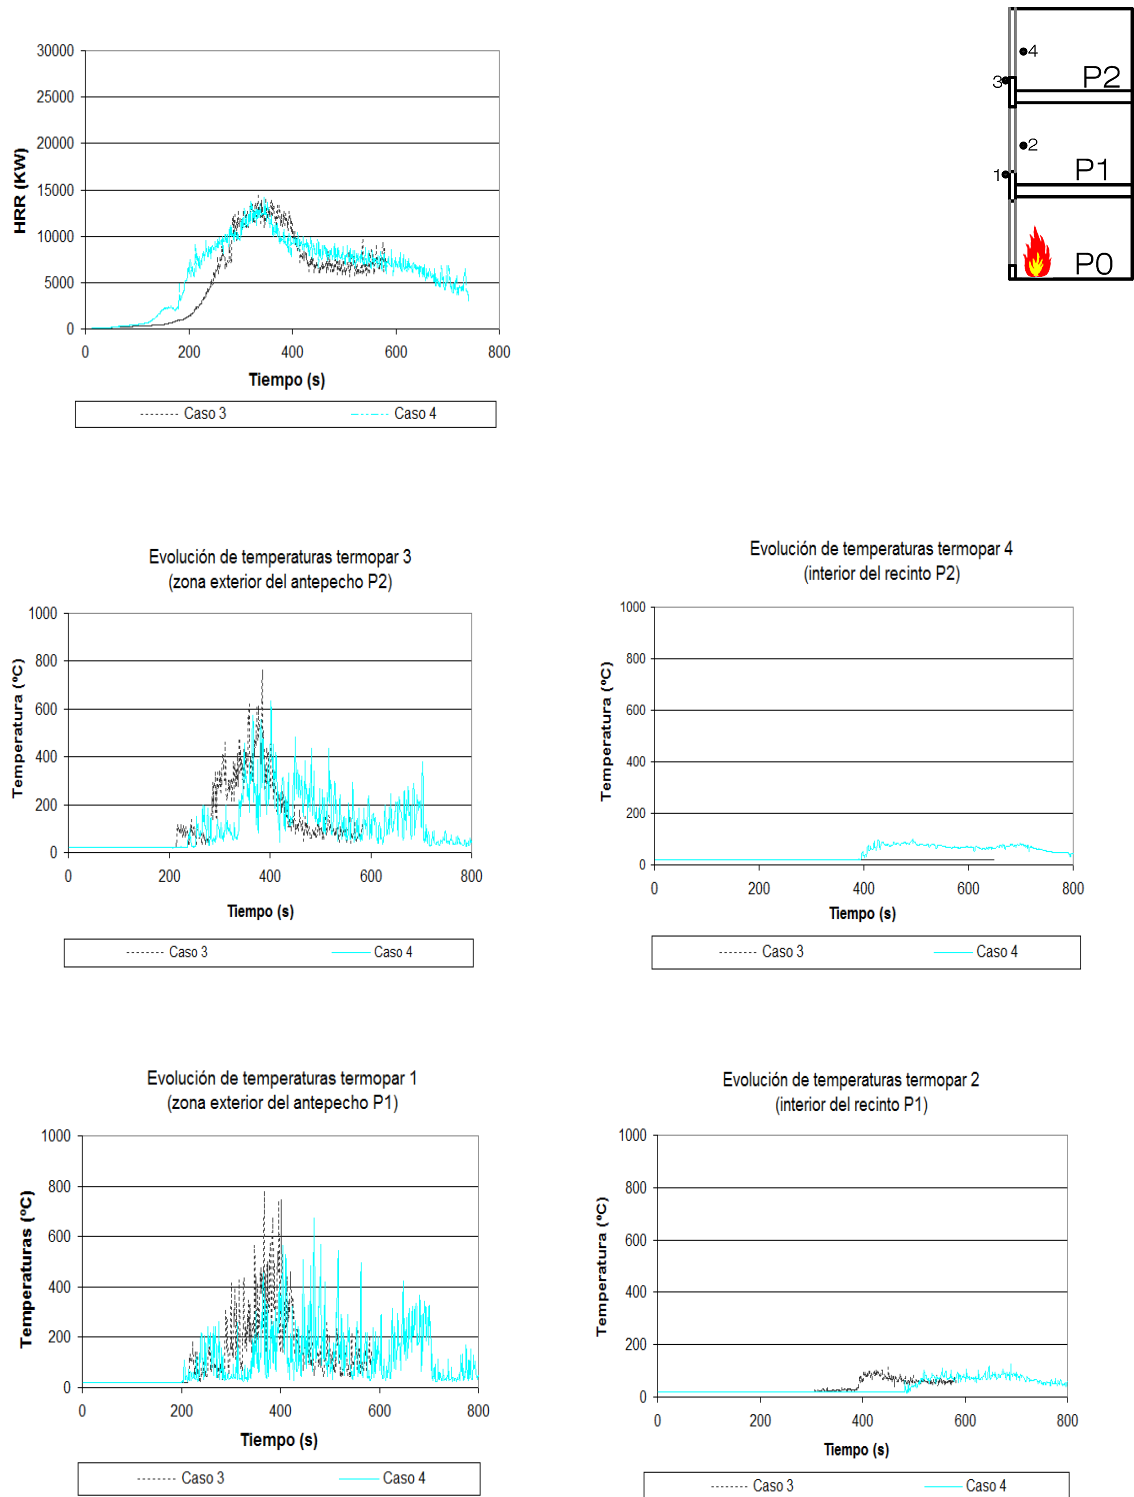 30000
25000
20000
15000
10000
5000
0
HRR (KW)
0 200 400 600 800
Tiempo (s)
Caso 3 Caso 4
4
3
P2
2
1
P1
P0
Evolución de temperaturas termopar 3
(zona exterior del antepecho P2)
1000
800
600
400
200
0
Temperatura (ºC)
0 200 400 600 800
Tiempo (s)
Caso 3 Caso 4
Evolución de temperaturas termopar 4
(interior del recinto P2)
1000
800
600
400
200
0
Temperatura (ºC)
0 200 400 600 800
Tiempo (s)
Caso 3 Caso 4
Evolución de temperaturas termopar 1
(zona exterior del antepecho P1)
1000
800
600
400
200
0
Temperaturas (ºC)
0 200 400 600 800
Tiempo (s)
Caso 3 Caso 4
Evolución de temperaturas termopar 2
(interior del recinto P1)
1000
800
600
400
200
0
Temperatura (ºC)
0 200 400 600 800
Tiempo (s)
Caso 3 Caso 4